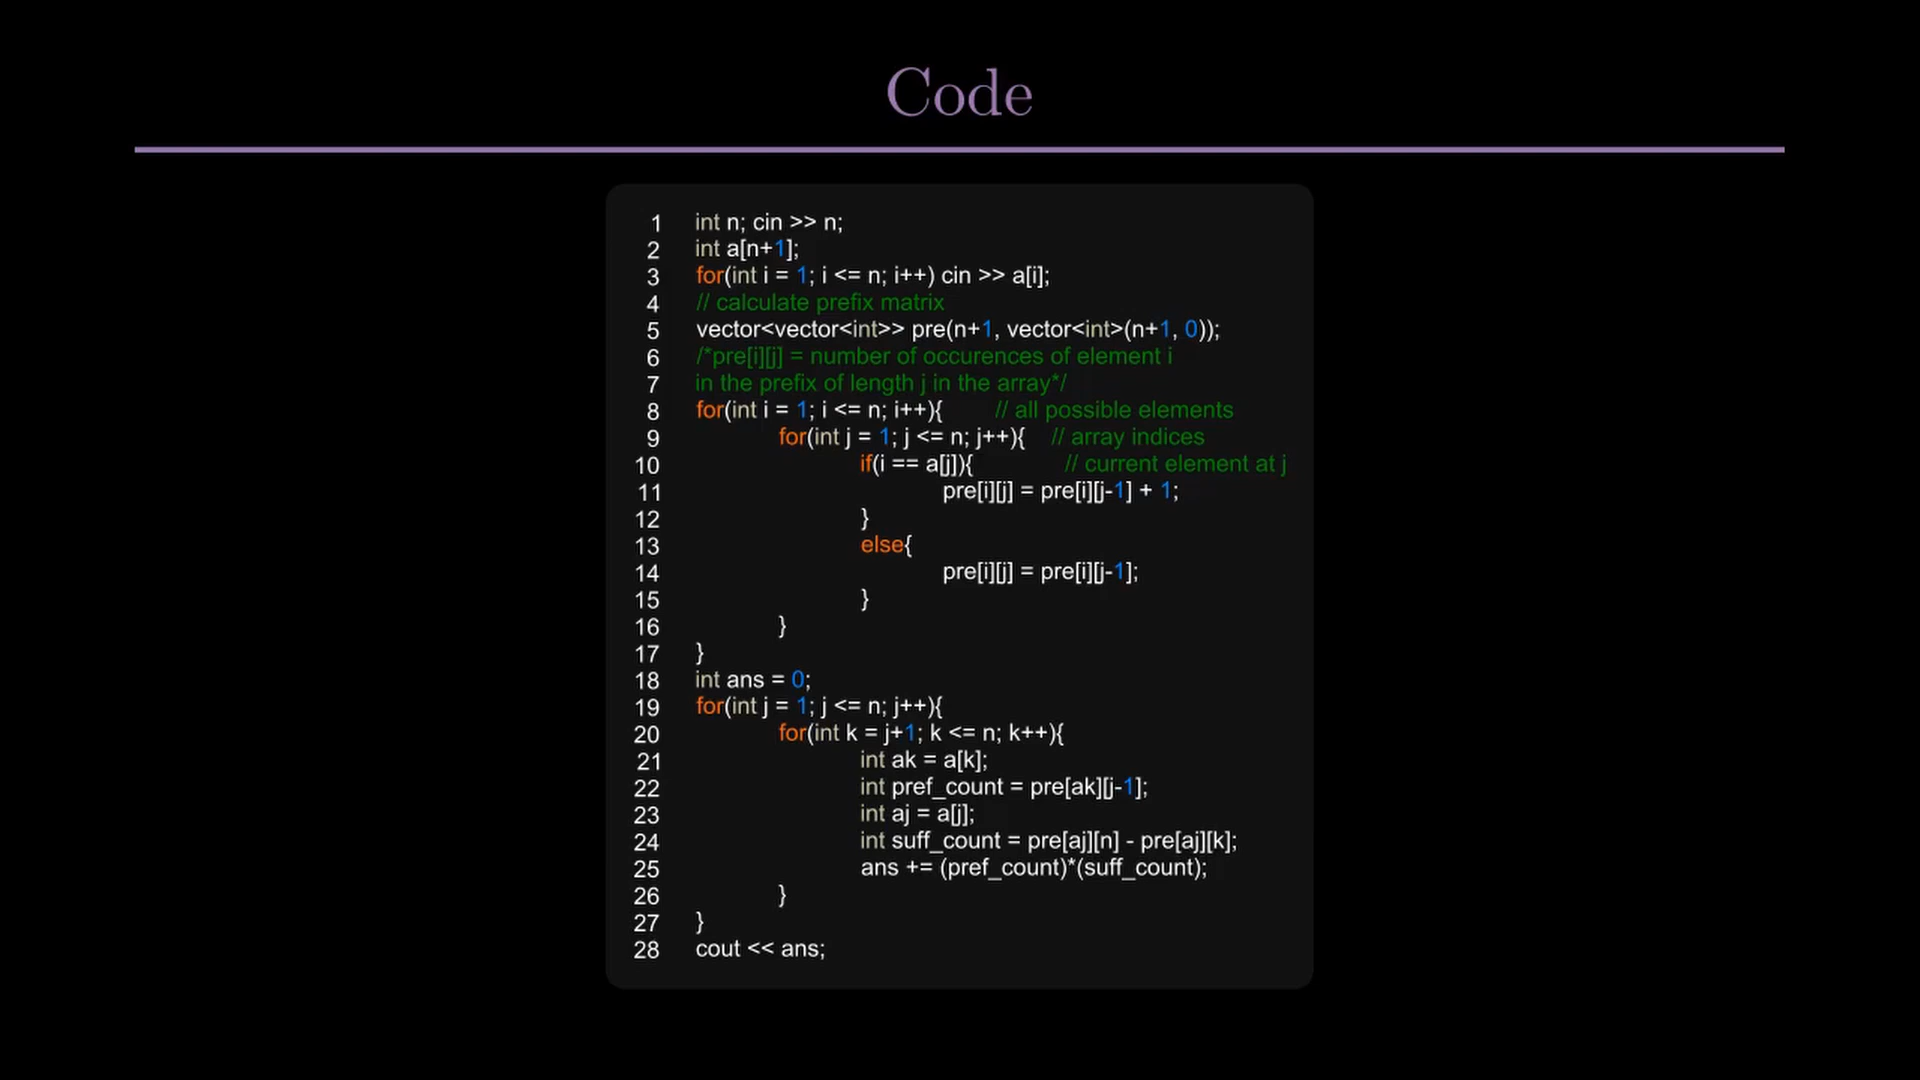 Code
1 int n; cin >> n;
2 int a[n+1];
3 for(int i = 1; i <= n; i++) cin >> a[i];
4 // calculate prefix matrix
5 vector<vector<int>> pre(n+1, vector<int>(n+1, 0));
6 /*pre[i][j] = number of occurences of element i
7 in the prefix of length j in the array*/
8 for(int i = 1; i <= n; i++){ // all possible elements
9 for(int j = 1; j <= n; j++){ // array indices
10 if(i == a[j]){ // current element at j
11 pre[i][j] = pre[i][j-1] + 1;
12 }
13 else{
14 pre[i][j] = pre[i][j-1];
15 }
16 }
17 }
18 int ans = 0;
19 for(int j = 1; j <= n; j++){
20 for(int k = j+1; k <= n; k++){
21 int ak = a[k];
22 int pref_count = pre[ak][j-1];
23 int aj = a[j];
24 int suff_count = pre[aj][n] - pre[aj][k];
25 ans += (pref_count)*(suff_count);
26 }
27 }
28 cout << ans;